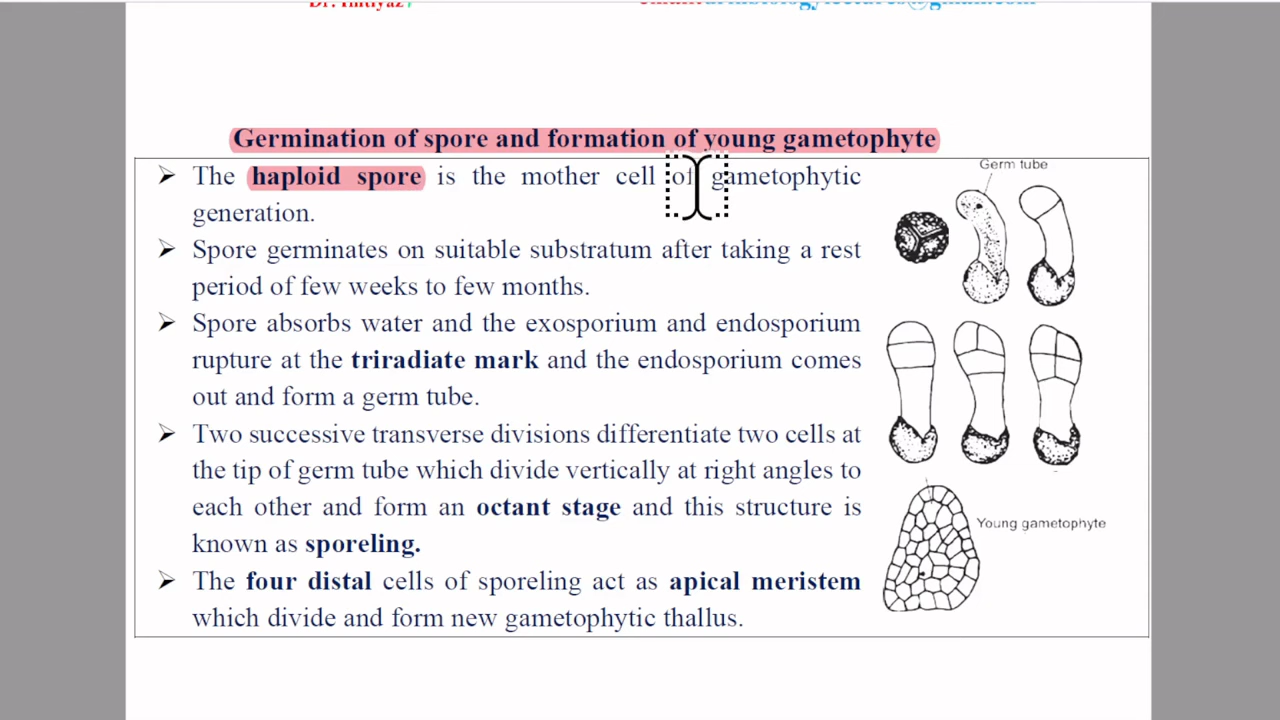 Dr. Imtiyaz
Germination of spore and formation of young gametophyte
➢ The haploid spore is the mother cell of gametophytic
generation.
➢ Spore germinates on suitable substratum after taking a rest
period of few weeks to few months.
➢ Spore absorbs water and the exosporium and endosporium
rupture at the triradiate mark and the endosporium comes
out and form a germ tube.
➢ Two successive transverse divisions differentiate two cells at
the tip of germ tube which divide vertically at right angles to
each other and form an octant stage and this structure is
known as sporeling.
➢ The four distal cells of sporeling act as apical meristem
which divide and form new gametophytic thallus.
Germ tube
Young gametophyte